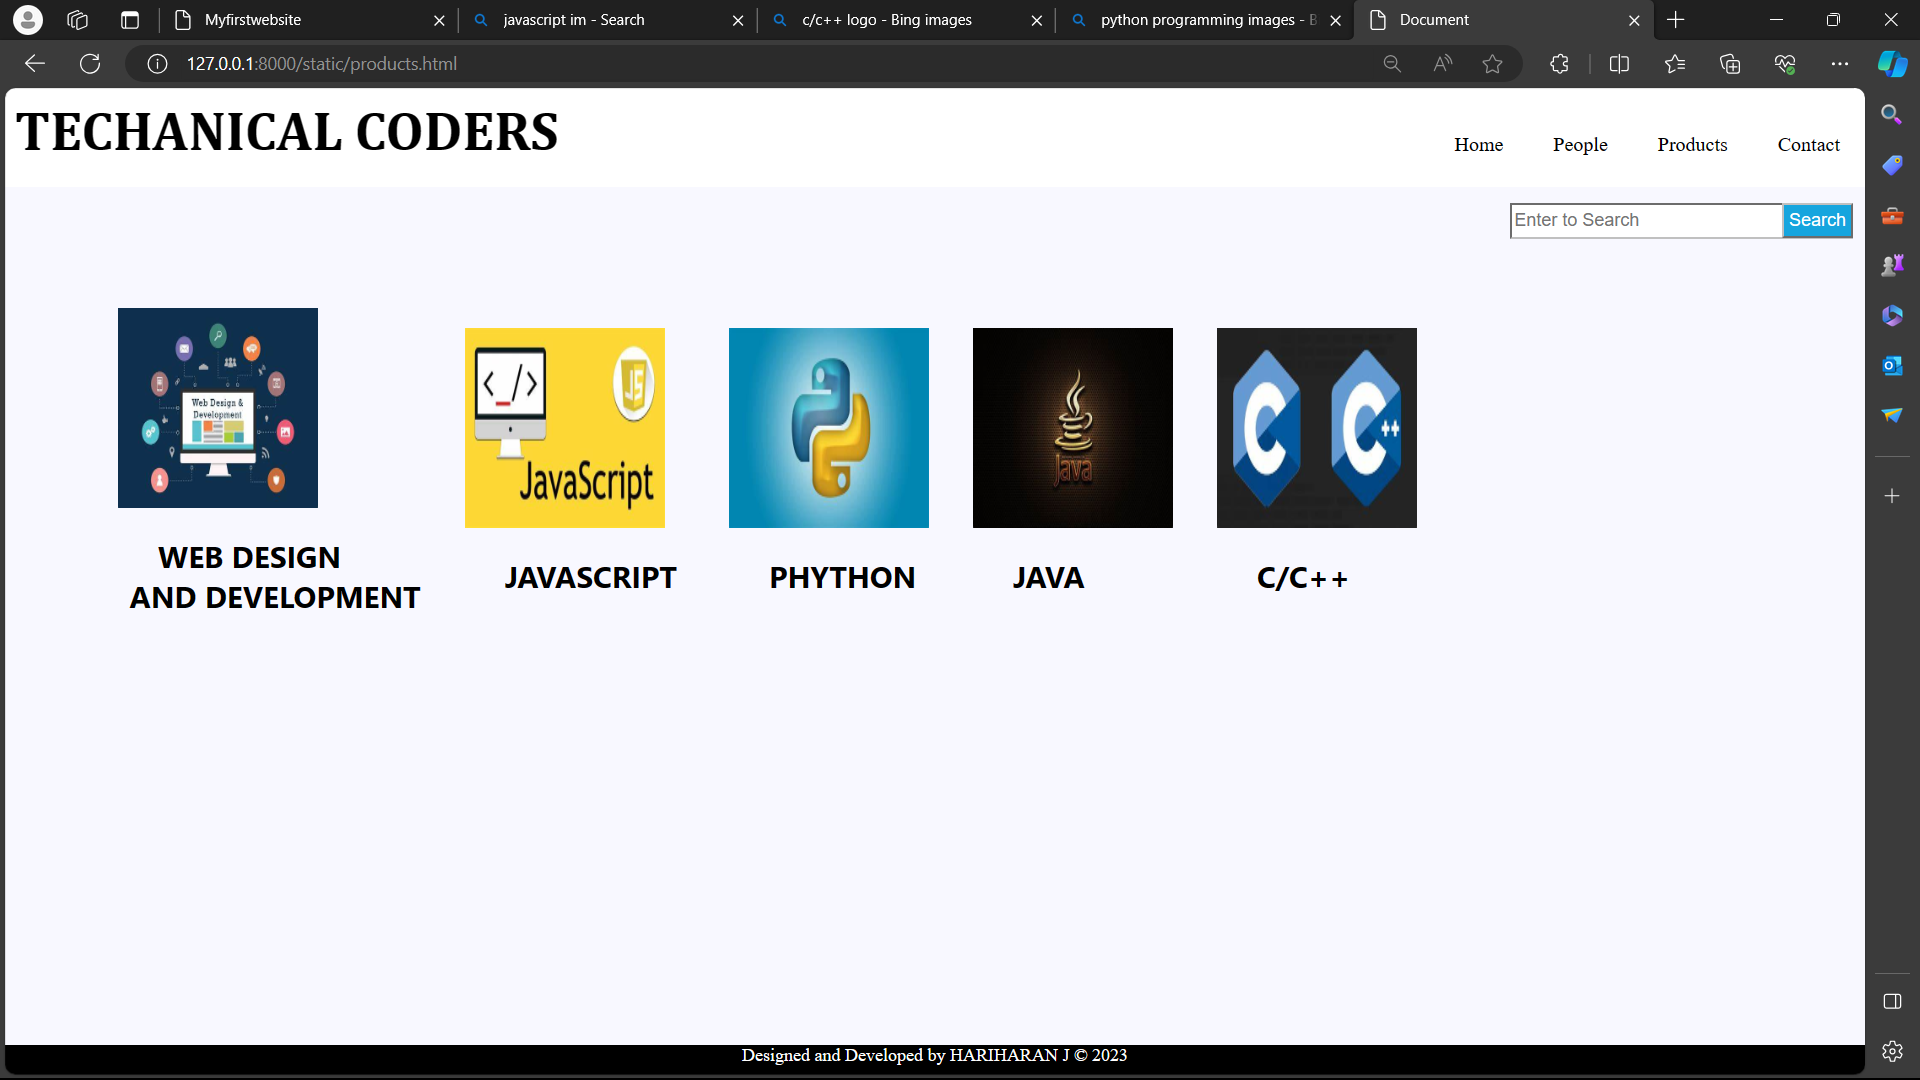 Myfirstwebsite
javascript im - Search
c/c++ logo - Bing images
python programming images - B
Document
127.0.0.1:8000/static/products.html
TECHANICAL CODERS
Home People Products Contact
Enter to Search Search
Web Design &
Development
JS
</>
JavaScript
Java
C C++
WEB DESIGN
AND DEVELOPMENT
JAVASCRIPT
PHYTHON
JAVA
C/C++
Designed and Developed by HARIHARAN J © 2023